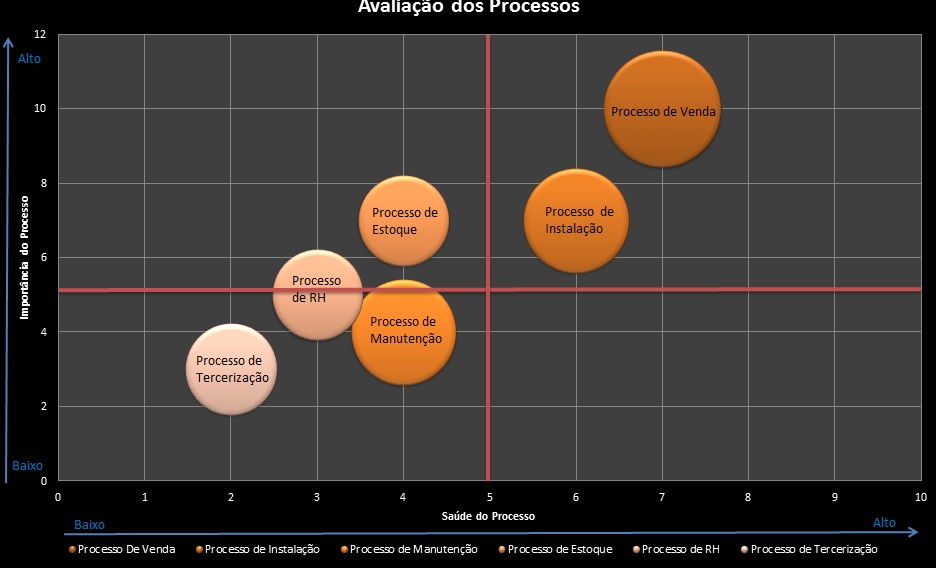 Avaliação dos Processos
12
Alto
10
Processo de Venda
8
Processo de
Estoque
Processo de
Instalação
Importância do Processo
6
Processo
de RH
4
Processo de
Manutenção
Processo de
Tercerização
2
Baixo
0
0 1 2 3 4 5 6 7 8 9 10
Saúde do Processo
Baixo
Alto
Processo De Venda Processo de Instalação Processo de Manutenção Processo de Estoque Processo de RH Processo de Tercerização